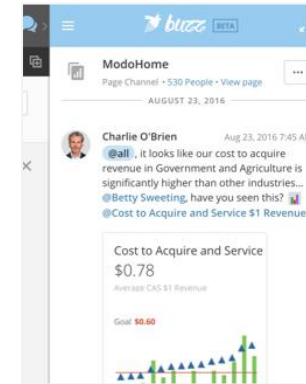 buzz BETA
ModoHome
Page Channel • 530 People • View page
AUGUST 23, 2016
Charlie O'Brien Aug 23, 2016 7:45 AM
@all , it looks like our cost to acquire
revenue in Government and Agriculture is
significantly higher than other industries...
@Betty Sweeting, have you seen this?
@Cost to Acquire and Service $1 Revenue
Cost to Acquire and Service
$0.78
Average CAS $1 Revenue
Goal $0.60